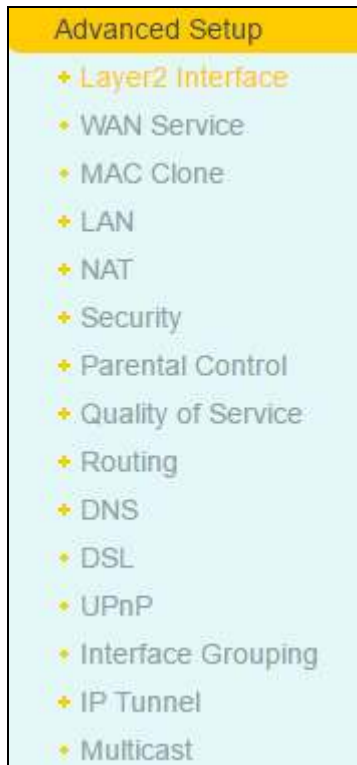 Advanced Setup
+ Layer2 Interface
• WAN Service
• MAC Clone
+ LAN
+ NAT
+ Security
+ Parental Control
+ Quality of Service
+ Routing
+ DNS
• DSL
• UPnP
• Interface Grouping
+ IP Tunnel
• Multicast